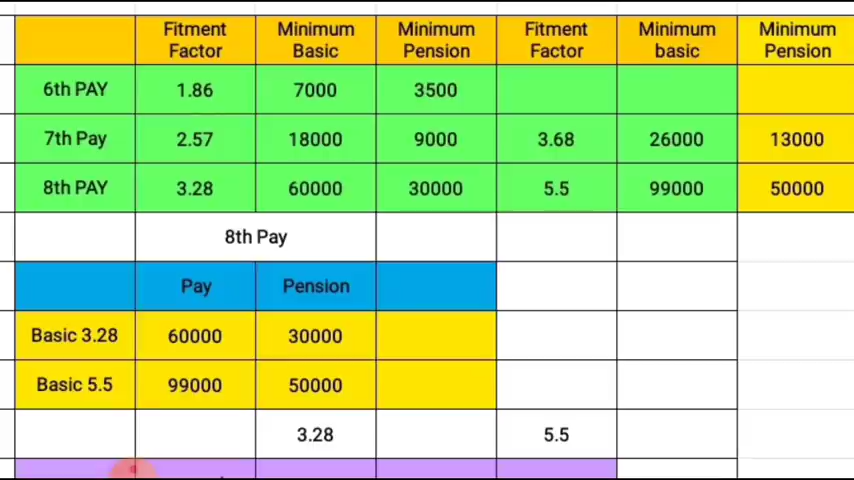 Fitment Factor Minimum Basic Minimum Pension Fitment Factor Minimum basic Minimum Pension
6th PAY 1.86 7000 3500
7th Pay 2.57 18000 9000 3.68 26000 13000
8th PAY 3.28 60000 30000 5.5 99000 50000
8th Pay
Pay Pension
Basic 3.28 60000 30000
Basic 5.5 99000 50000
3.28 5.5